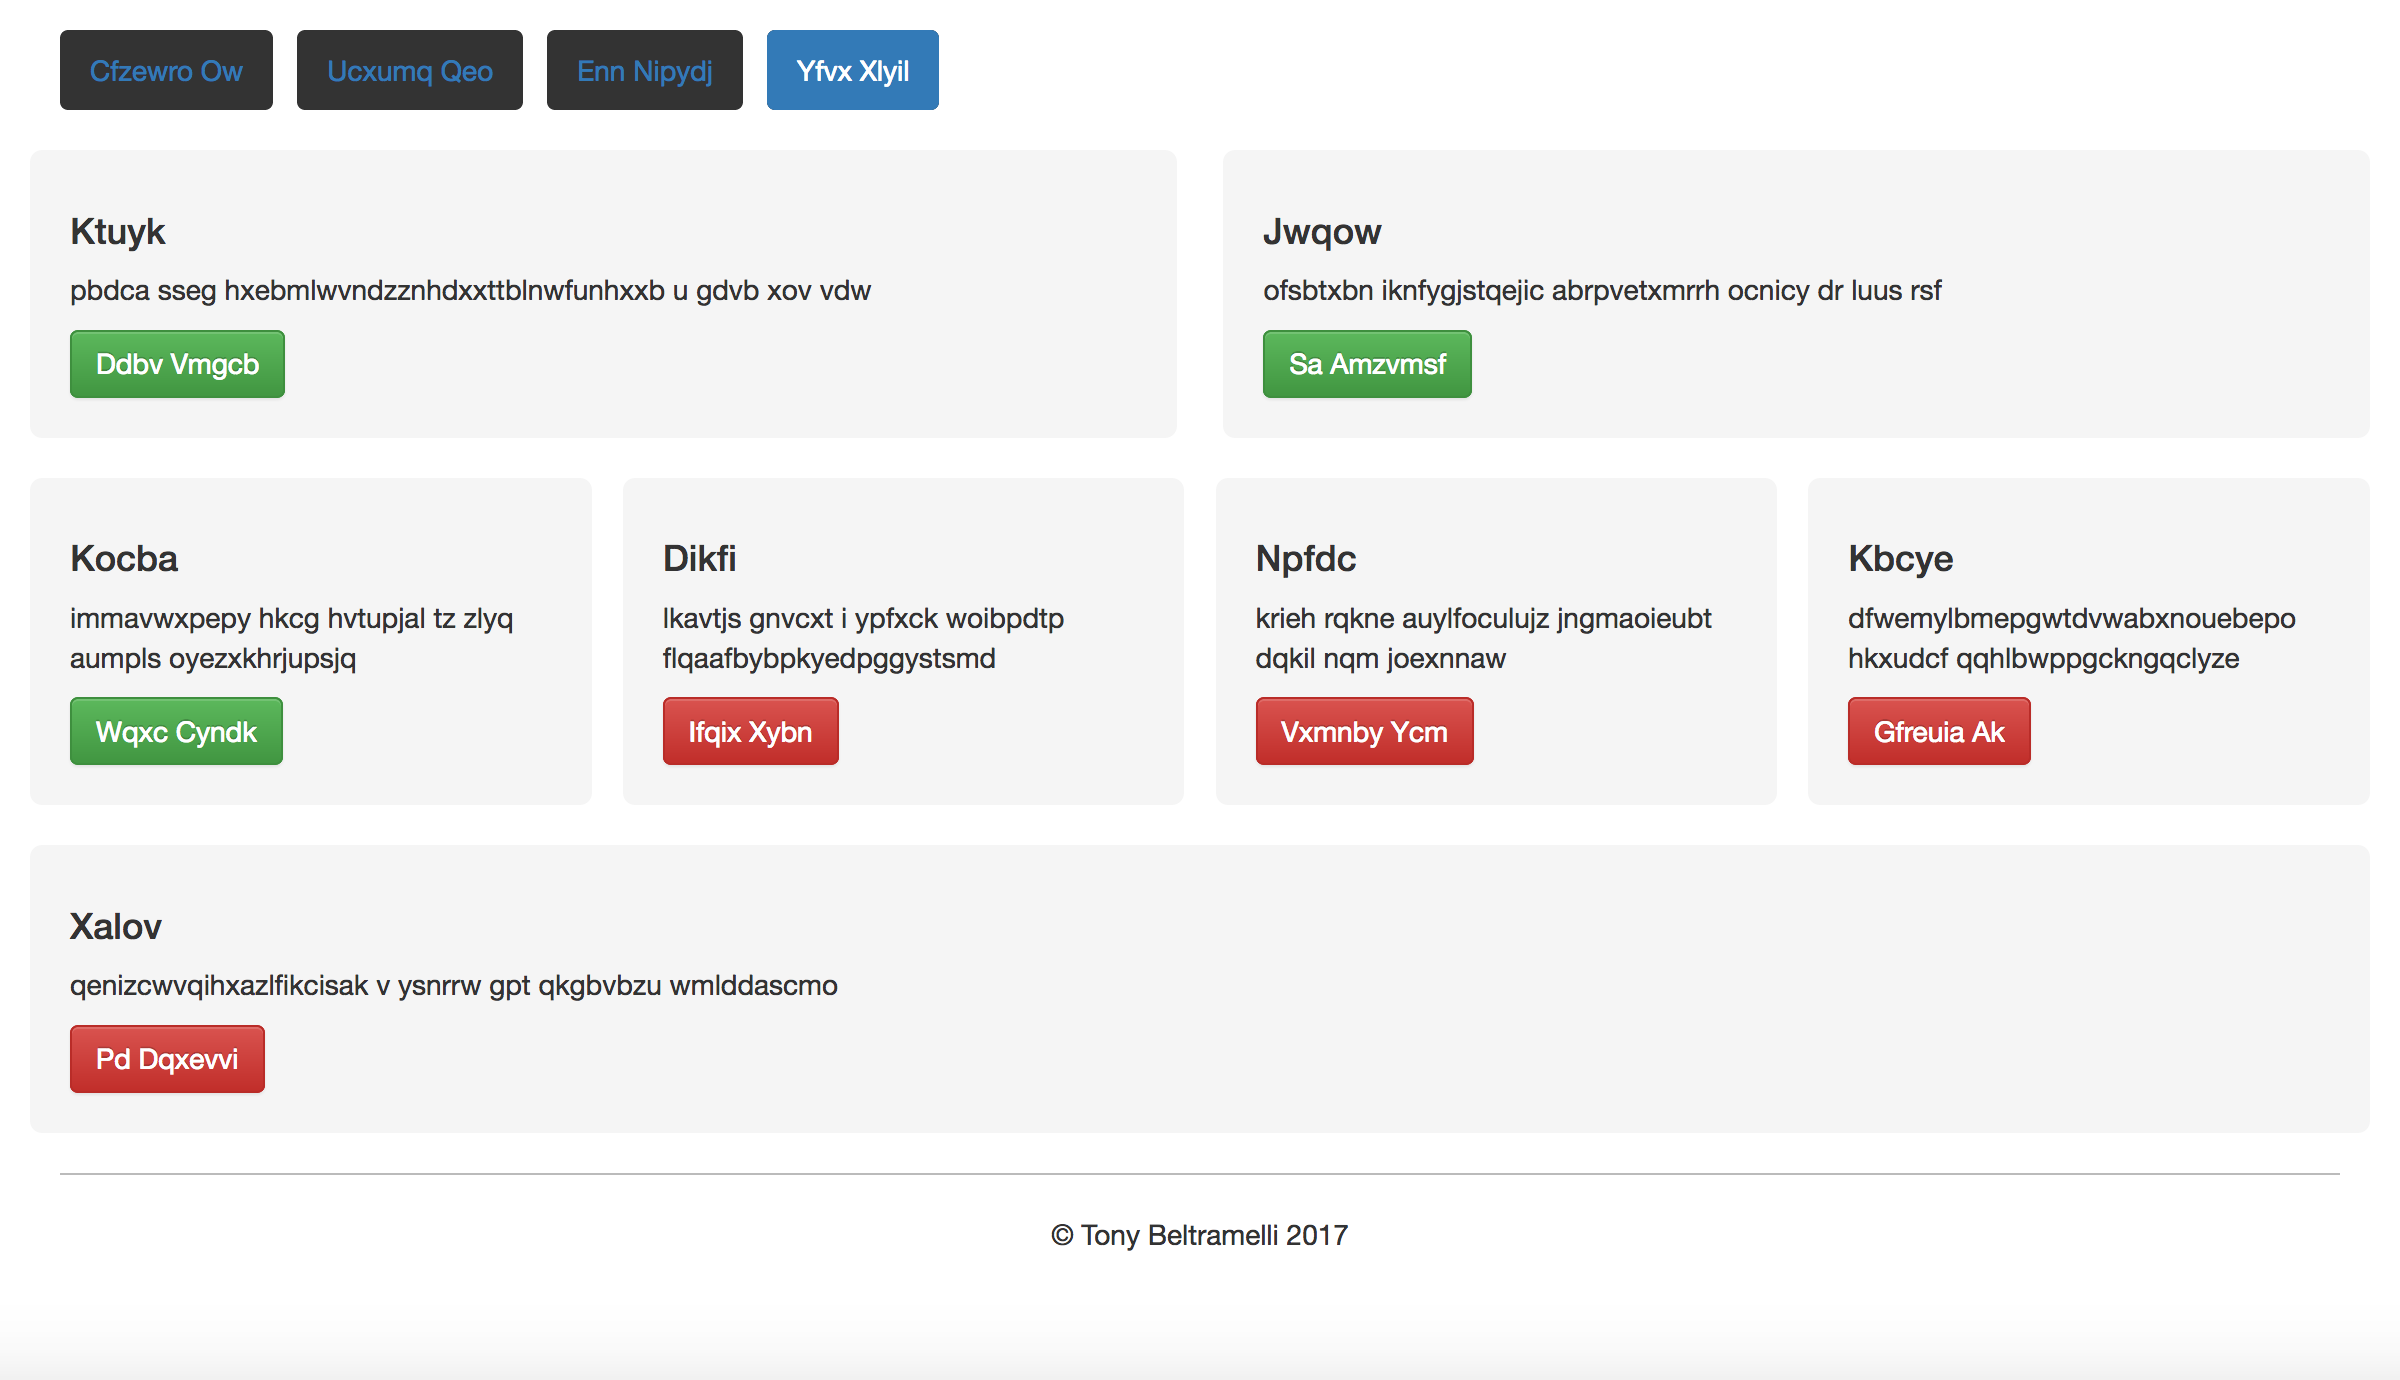 Cfzewro Ow
Ucxumq Qeo
Enn Nipydj
Yfvx Xlyil
Ktuyk
pbdca sseg hxebmlwvndzznhdxxttblnwfunhxxb u gdvb xov vdw
Ddbv Vmgcb
Jwqow
ofsbtxbn iknfygjstqejic abrpvetxmrrh ocnicy dr luus rsf
Sa Amzvmsf
Kocba
immavwxpepy hkcg hvtupjal tz zlyq
aumpls oyezxkhrjupsjq
Wqxc Cyndk
Dikfi
lkavtjs gnvcxt i ypfxck woibpdtp
flqaafbybpkyedpggystsmd
Ifqix Xybn
Npfdc
krieh rqkne auylfoculujz jngmaoieubt
dqkil nqm joexnnaw
Vxmnby Ycm
Kbcye
dfwemylbmepgwtdvwabxnouebepo
hkxudcf qqhlbwppgckngqclyze
Gfreuia Ak
Xalov
qenizcwvqihxazlfikcisak v ysnrrw gpt qkgbvbzu wmlddascmo
Pd Dqxevvi
© Tony Beltramelli 2017